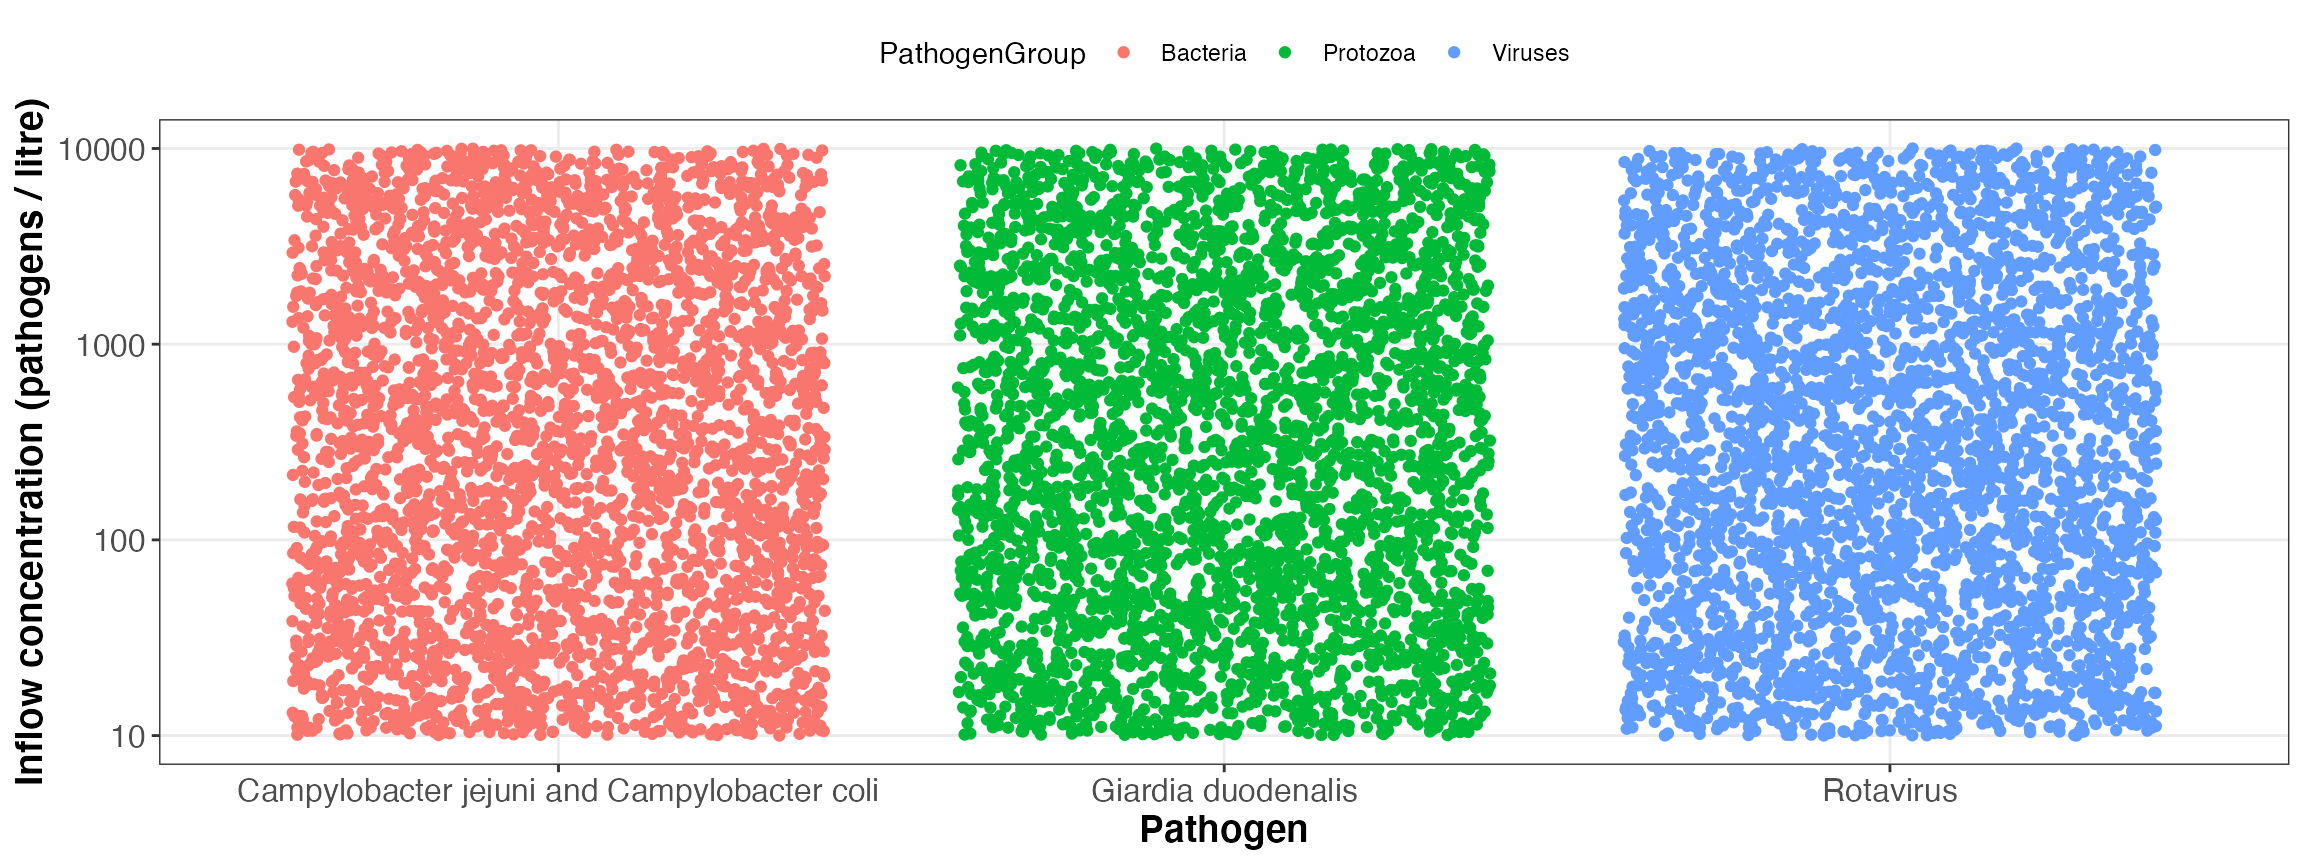 PathogenGroup Bacteria Protozoa Viruses
Inflow concentration (pathogens / litre)
10000
1000
100
10
Campylobacter jejuni and Campylobacter coli Giardia duodenalis Rotavirus
Pathogen